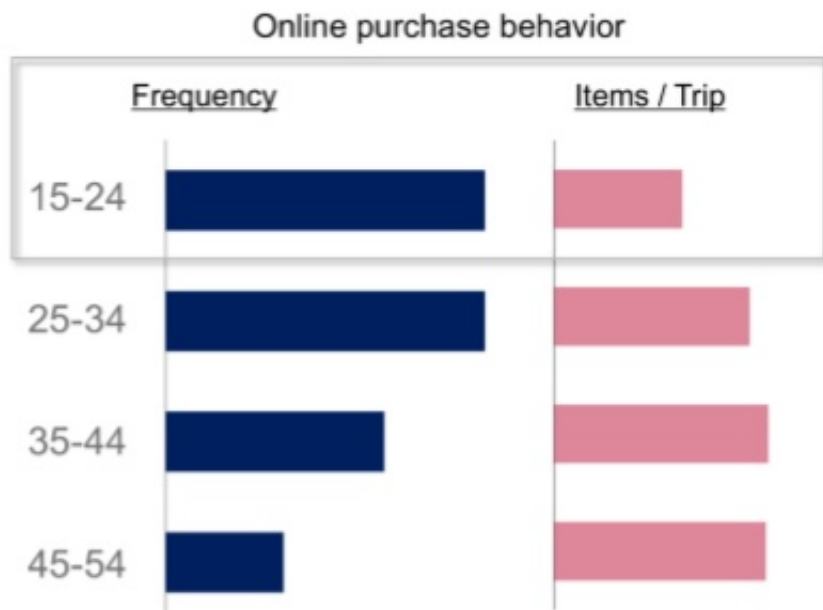 Online purchase behavior
Frequency Items / Trip
15-24
25-34
35-44
45-54